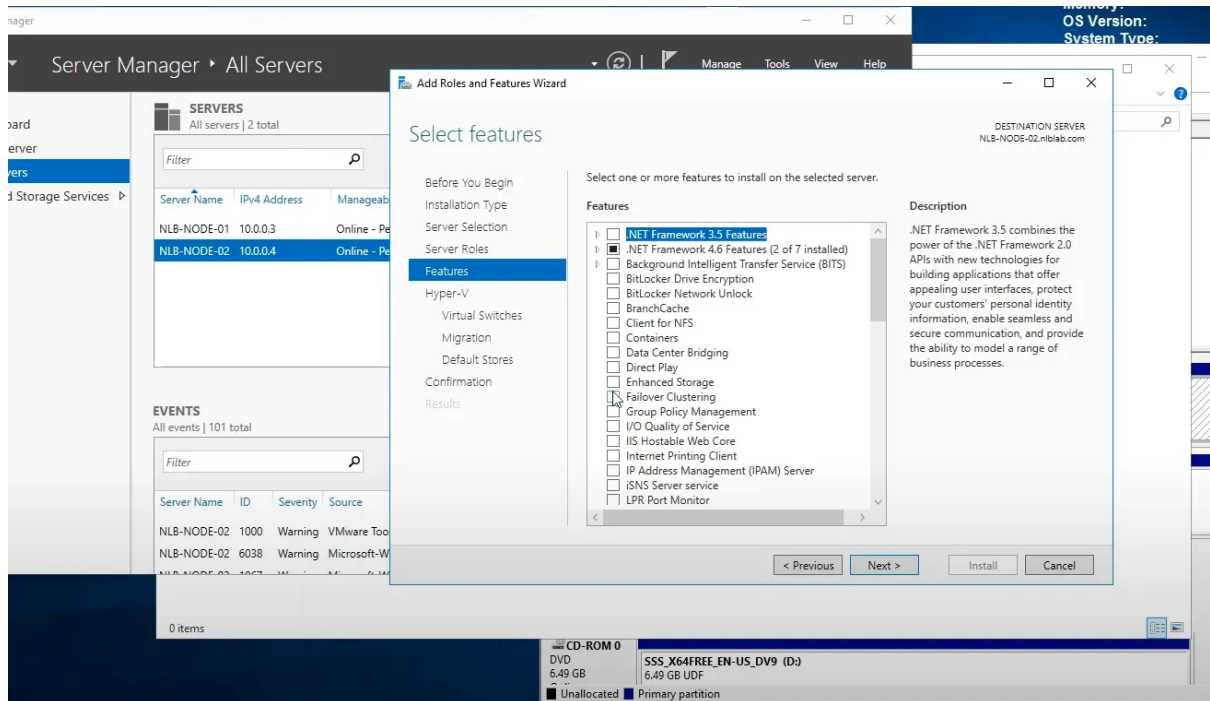 nager
Memory:
OS Version:
System Type:
Server Manager ‣ All Servers
Manage Tools View Help
SERVERS
All servers | 2 total
Filter
Server Name IPv4 Address Manageab
NLB-NODE-01 10.0.0.3 Online - Pe
NLB-NODE-02 10.0.0.4 Online - Pe
oard
erver
vers
d Storage Services
EVENTS
All events | 101 total
Filter
Server Name ID Severity Source
NLB-NODE-02 1000 Warning VMware Too
NLB-NODE-02 6038 Warning Microsoft-W
0 items
Add Roles and Features Wizard
Select features
DESTINATION SERVER
NLB-NODE-02.nlblab.com
Before You Begin
Installation Type
Server Selection
Server Roles
Features
Hyper-V
Virtual Switches
Migration
Default Stores
Confirmation
Results
Select one or more features to install on the selected server.
Features
.NET Framework 3.5 Features
.NET Framework 4.6 Features (2 of 7 installed)
Background Intelligent Transfer Service (BITS)
BitLocker Drive Encryption
BitLocker Network Unlock
BranchCache
Client for NFS
Containers
Data Center Bridging
Direct Play
Enhanced Storage
Failover Clustering
Group Policy Management
I/O Quality of Service
IIS Hostable Web Core
Internet Printing Client
IP Address Management (IPAM) Server
iSNS Server service
LPR Port Monitor
Description
.NET Framework 3.5 combines the
power of the .NET Framework 2.0
APIs with new technologies for
building applications that offer
appealing user interfaces, protect
your customers' personal identity
information, enable seamless and
secure communication, and provide
the ability to model a range of
business processes.
< Previous Next > Install Cancel
CD-ROM 0
DVD
6.49 GB
SSS_X64FREE_EN-US_DV9 (D:)
6.49 GB UDF
Unallocated Primary partition